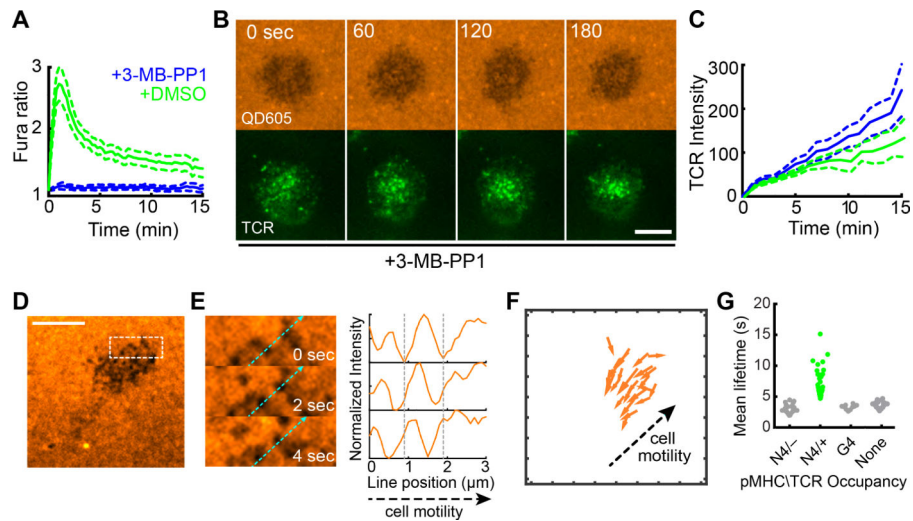 A
+3-MB-PP1
+DMSO
Fura ratio
3
2
1
0
5
10
15
Time (min)
B
0 sec
60
120
180
QD605
TCR
+3-MB-PP1
C
TCR Intensity
300
200
100
0
0
5
10
15
Time (min)
D
E
0 sec
2 sec
4 sec
Normalized Intensity
0
1
2
3
Line position (μm)
cell motility
F
cell
motility
G
Mean lifetime (s)
20
15
10
5
0
N4/–
N4/+
G4
None
pMHC\TCR Occupancy